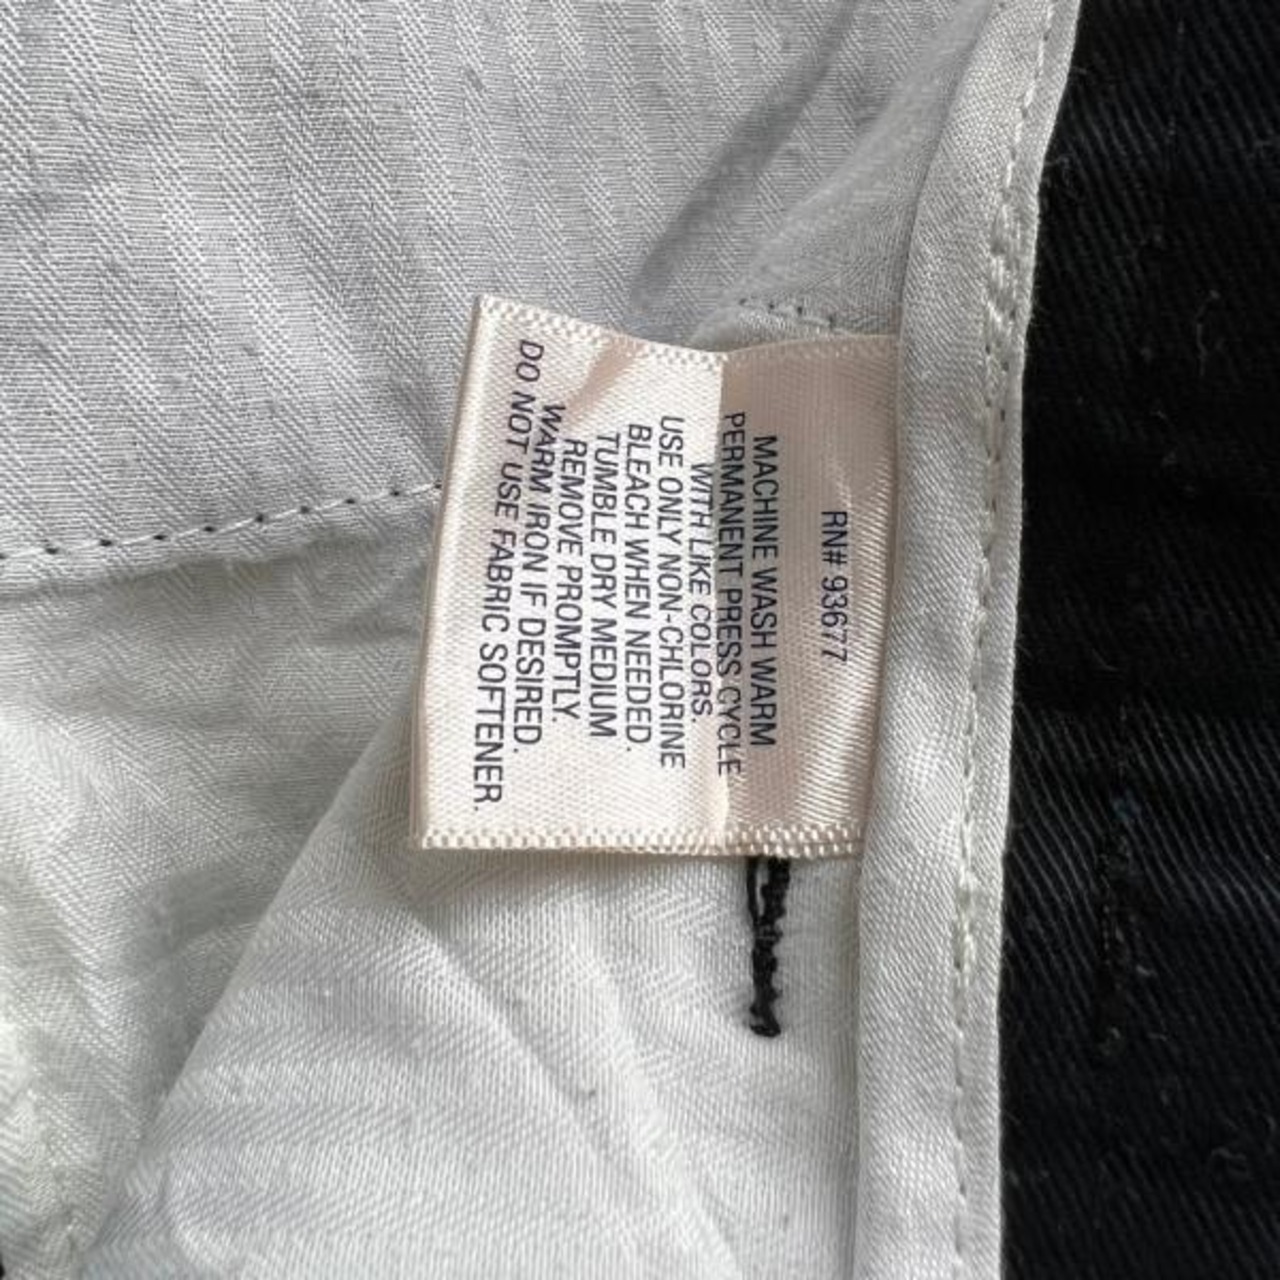 RN# 93677
MACHINE WASH WARM
PERMANENT PRESS CYCLE
WITH LIKE COLORS.
USE ONLY NON-CHLORINE
BLEACH WHEN NEEDED.
TUMBLE DRY MEDIUM
REMOVE PROMPTLY.
WARM IRON IF DESIRED.
DO NOT USE FABRIC SOFTENER.